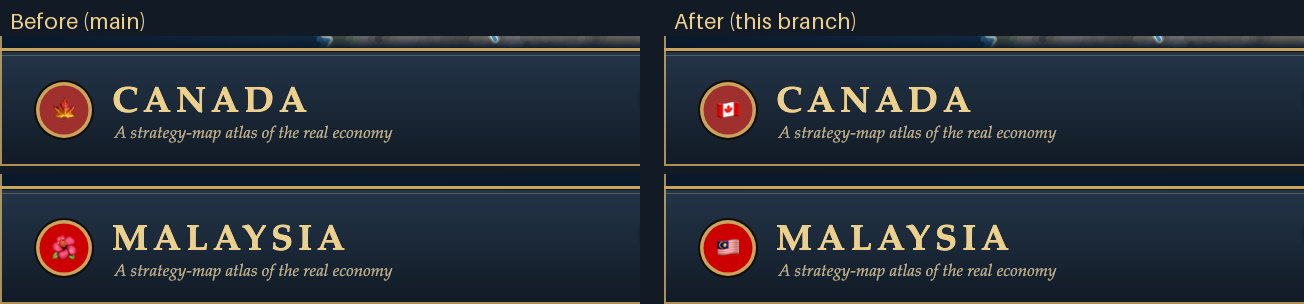 Before (main)
After (this branch)
CANADA
A strategy-map atlas of the real economy
CANADA
A strategy-map atlas of the real economy
MALAYSIA
A strategy-map atlas of the real economy
MALAYSIA
A strategy-map atlas of the real economy